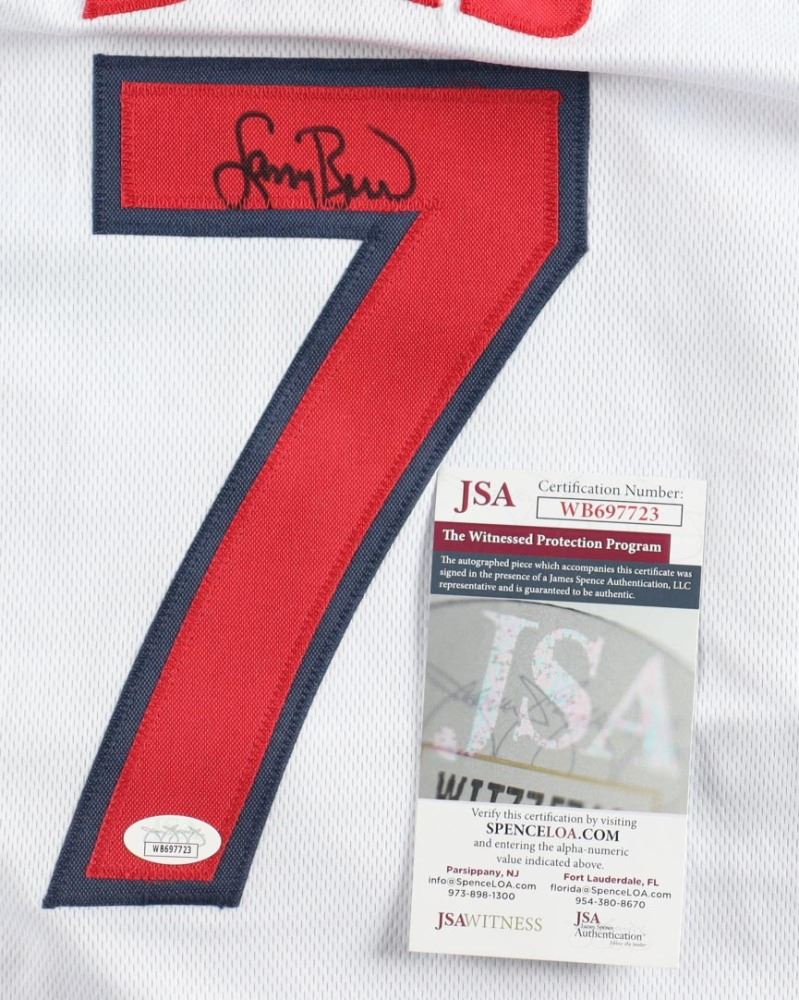 Larry Bird
7
JSA
Certification Number:
WB697723
The Witnessed Protection Program
The autographed piece which accompanies this certificate was
signed in the presence of a James Spence Authentication, LLC
representative and is guaranteed to be authentic.
JSA
Verify this certification by visiting
SPENCELOA.COM
and entering the alpha-numeric
value indicated above.
Parsippany, NJ
info@SpenceLOA.com
973-898-1300
Fort Lauderdale, FL
florida@SpenceLOA.com
954-380-8670
JSAWITNESS
JSA
James Spence
Authentication
WB697723